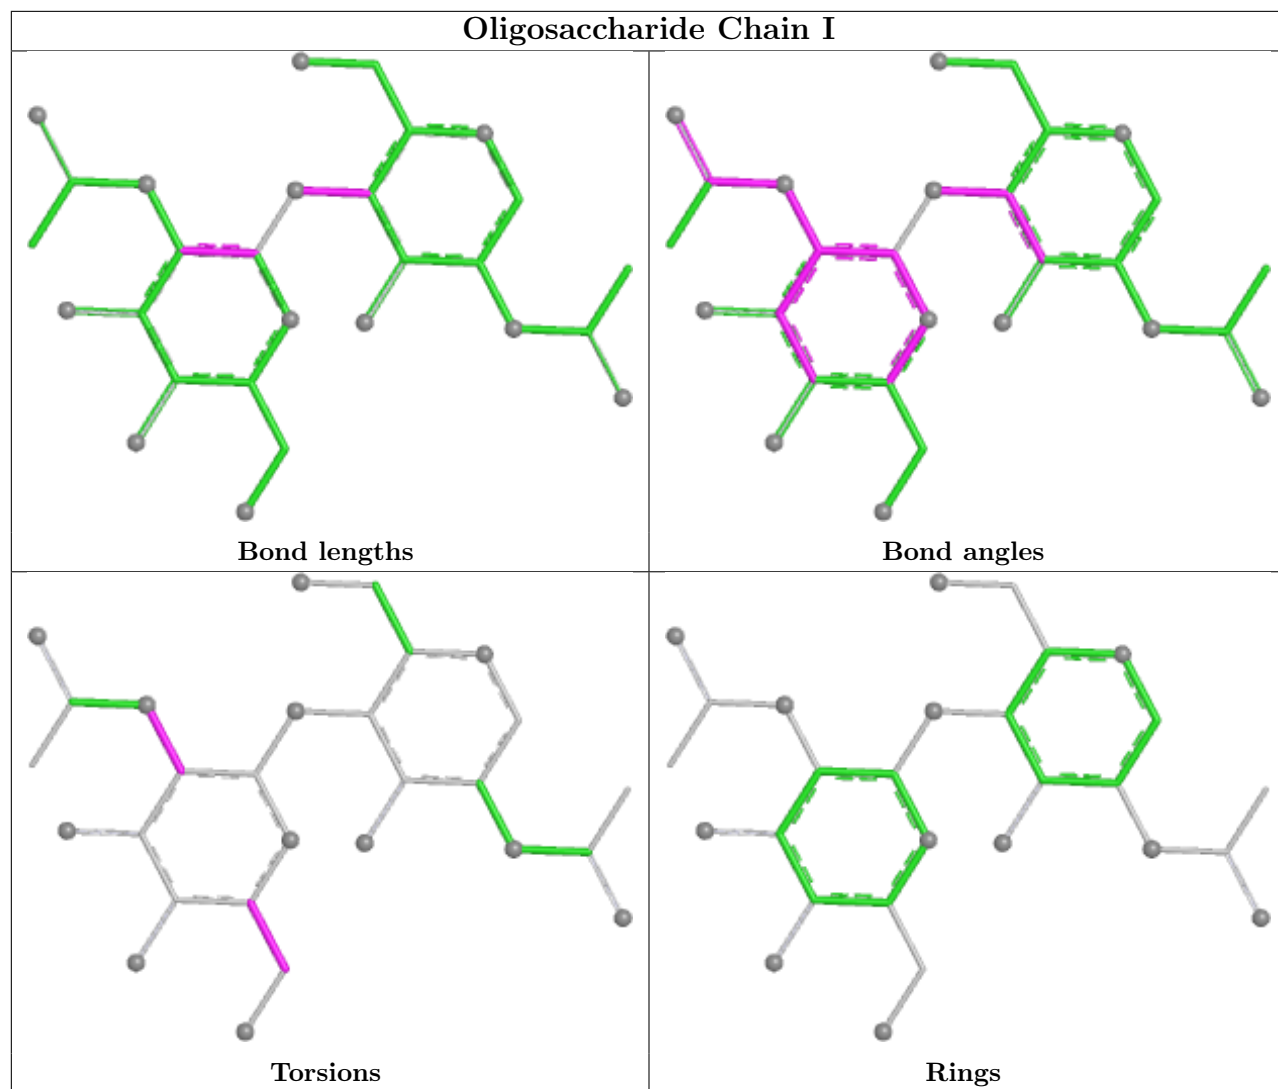 Oligosaccharide Chain I
Bond lengths
Bond angles
Torsions
Rings